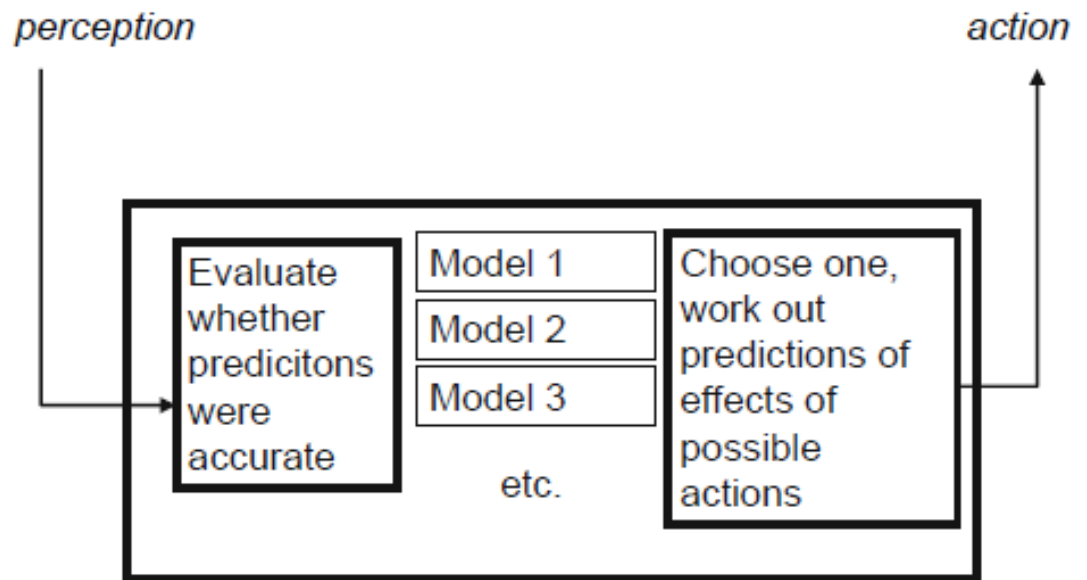 perception
action
Evaluate
whether
predicitons
were
accurate
Model 1
Model 2
Model 3
etc.
Choose one,
work out
predictions of
effects of
possible
actions